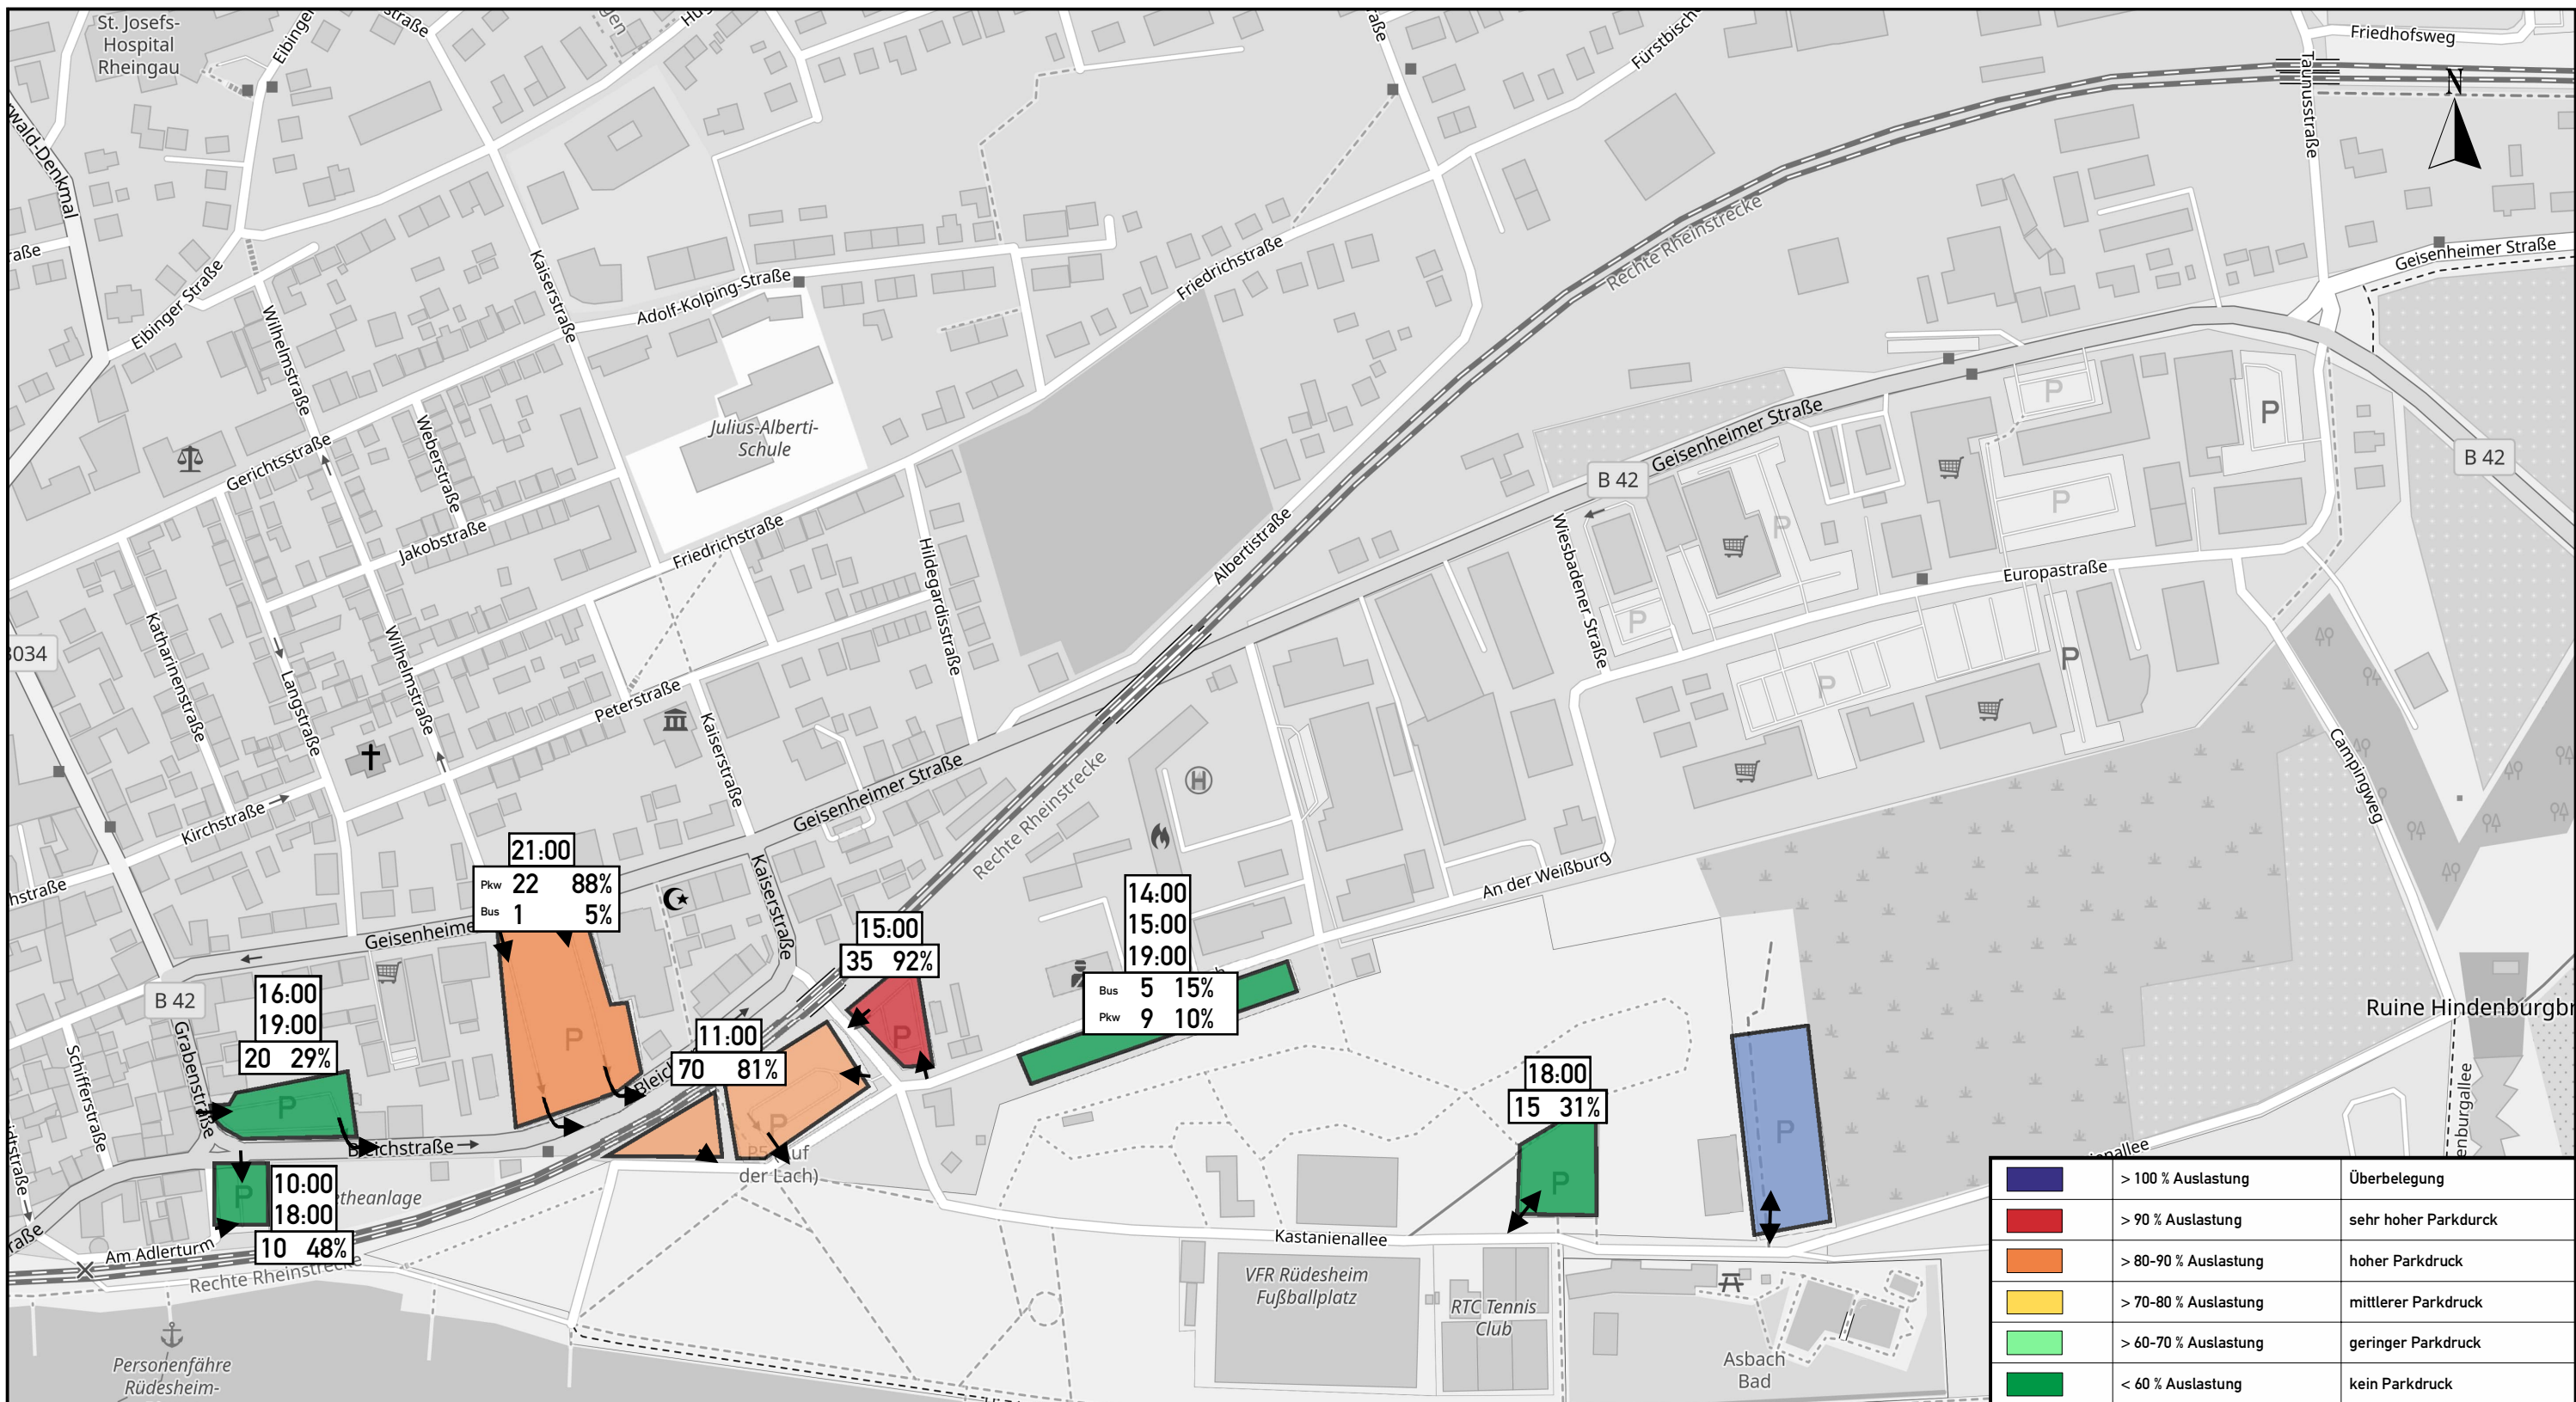 St. Josefs-
Hospital
Rheingau
Friedhofsweg
Taunusstraße
N
Rechte Rheinstrecke
Geisenheimer Straße
Kaiserstraße
Adolf-Kolping-Straße
Friedrichstraße
Eibinger Straße
Wilhelmstraße
Julius-Alberti-
Schule
Weberstraße
Gerichtsstraße
Geisenheimer Straße
B 42
B 42
P
P
P
P
Jakobstraße
Friedrichstraße
Hildegardisstraße
Albertistraße
Wiesbadener Straße
Europastraße
P
P
P
Katharinenstraße
Langstraße
Wilhelmstraße
Peterstraße
Kaiserstraße
Geisenheimer Straße
Rechte Rheinstrecke
Campingweg
Kirchstraße
H
21:00
Pkw 22 88%
Bus 1 5%
Kaiserstraße
An der Weißburg
14:00
15:00
19:00
Bus 5 15%
Pkw 9 10%
15:00
35 92%
P
B 42
16:00
19:00
20 29%
P
P
11:00
70 81%
P
der Lach)
Grabenstraße
Schifferstraße
18:00
15 31%
P
P
10:00
18:00
10 48%
P
Am Adlerturm
Rechte Rheinstrecke
Kastanienallee
VFR Rüdesheim
Fußballplatz
RTC Tennis
Club
Asbach
Bad
Personenfähre
Rüdesheim-
> 100 % Auslastung Überbelegung
> 90 % Auslastung sehr hoher Parkdurck
> 80-90 % Auslastung hoher Parkdruck
> 70-80 % Auslastung mittlerer Parkdruck
> 60-70 % Auslastung geringer Parkdruck
< 60 % Auslastung kein Parkdruck